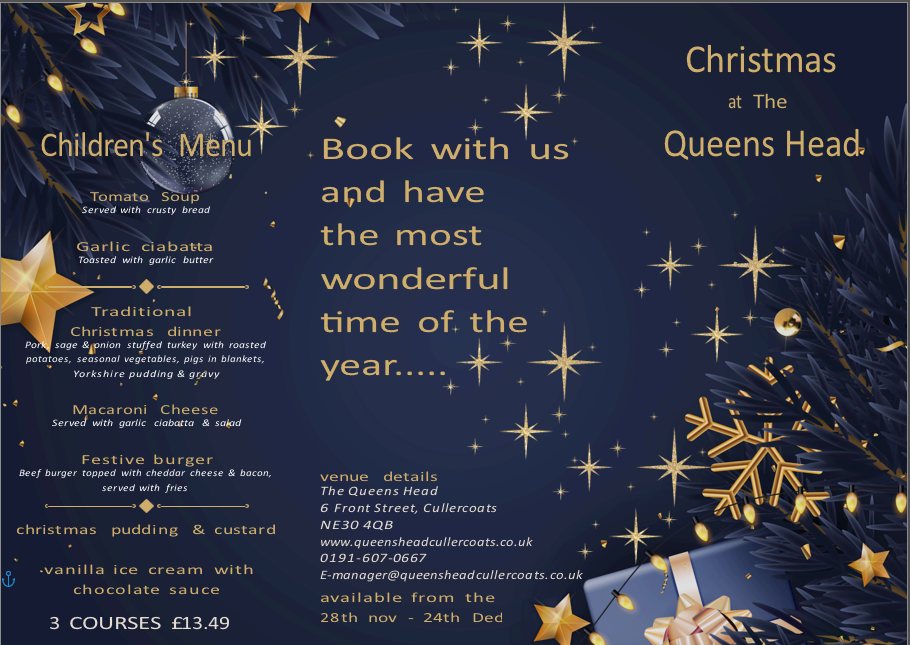 Children's Menu
Tomato Soup
Served with crusty bread
Garlic ciabatta
Toasted with garlic butter
Traditional
Christmas dinner
Pork, sage & onion stuffed turkey with roasted
potatoes, seasonal vegetables, pigs in blankets,
Yorkshire pudding & gravy
Macaroni Cheese
Served with garlic ciabatta & salad
Festive burger
Beef burger topped with cheddar cheese & bacon,
served with fries
christmas pudding & custard
vanilla ice cream with
chocolate sauce
3 COURSES £13.49
Book with us
and have
the most
wonderful
time of the
year.....
venue details
The Queens Head
6 Front Street, Cullercoats
NE30 4QB
www.queensheadcullercoats.co.uk
0191-607-0667
E-manager@queensheadcullercoats.co.uk
available from the
28th nov - 24th Ded
Christmas
at The
Queens Head